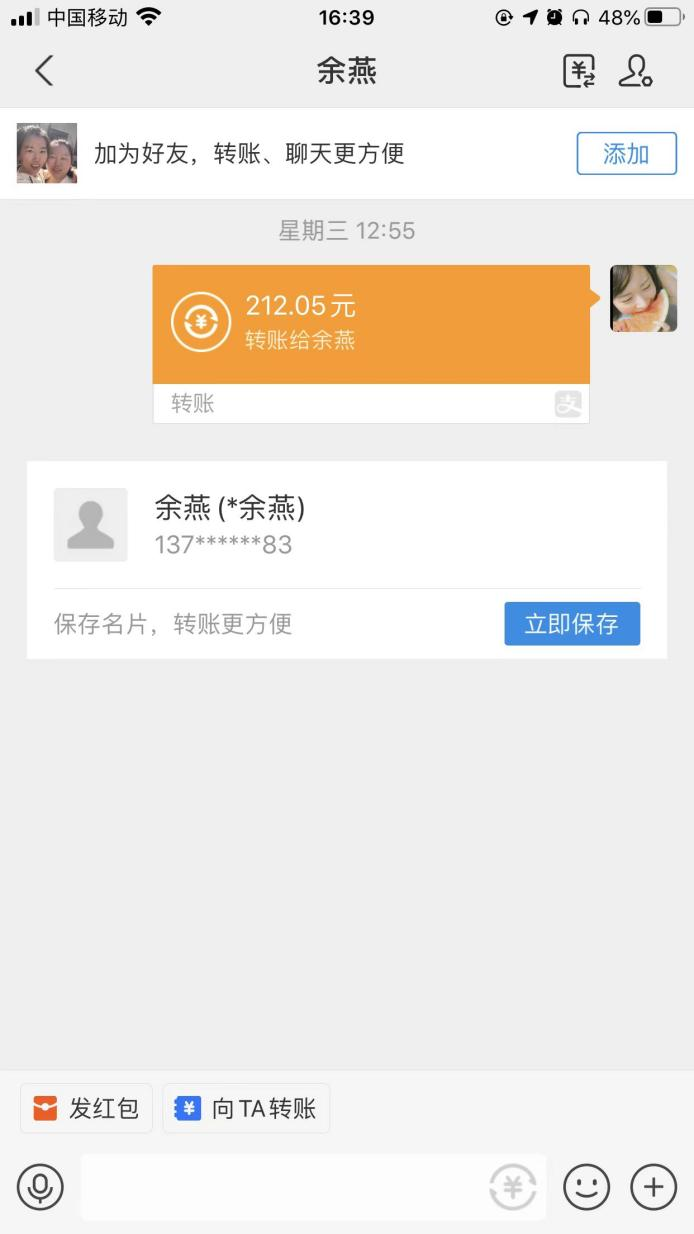 中国移动 16:39 48%
余燕
加为好友，转账、聊天更方便 添加
星期三 12:55
212.05元
转账给余燕
转账 支
余燕 (*余燕)
137******83
保存名片，转账更方便 立即保存
发红包 向TA转账